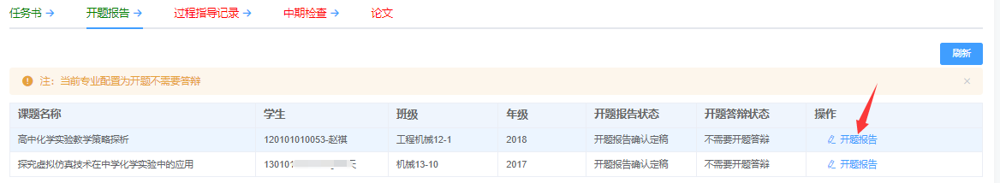 任务书 → 开题报告 → 过程指导记录 → 中期检查 → 论文
刷新
注：当前专业配置为开题不需要答辩
课题名称 学生 班级 年级 开题报告状态 开题答辩状态 操作
高中化学实验教学策略探析 120101010053-赵祺 工程机械12-1 2018 开题报告确认定稿 不需要开题答辩 开题报告
探究虚拟仿真技术在中学化学实验中的应用 130101 机械13-10 2017 开题报告确认定稿 不需要开题答辩 开题报告